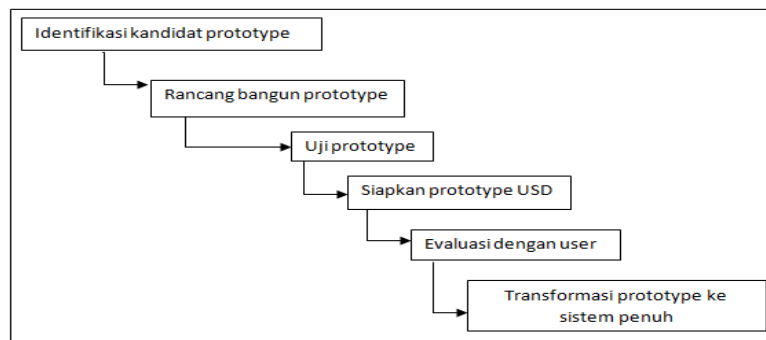 Identifikasi kandidat prototype
Rancang bangun prototype
Uji prototype
Siapkan prototype USD
Evaluasi dengan user
Transformasi prototype ke
sistem penuh